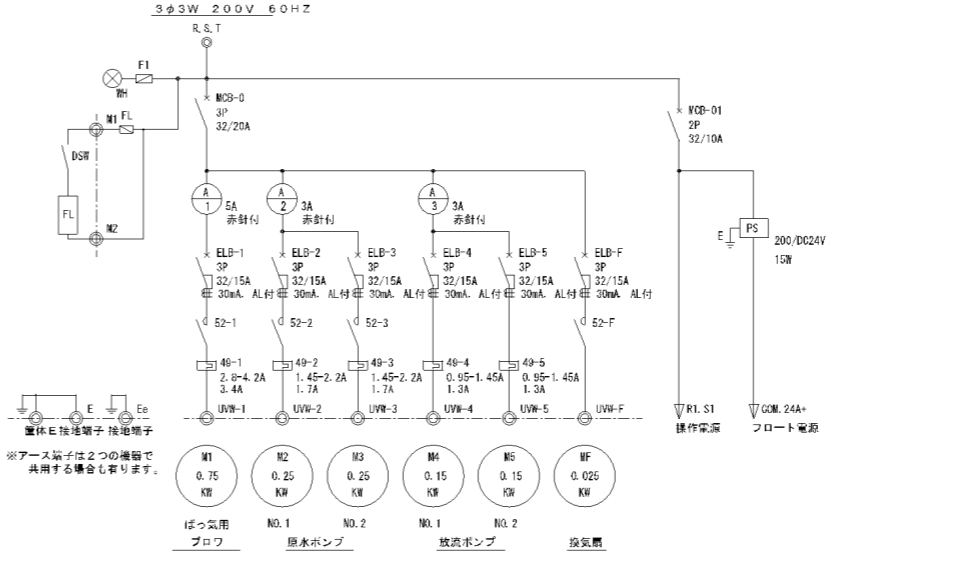 3φ3W 200V 60HZ
R.S.T
F1
WH
MCB-0
3P
32/20A
MCB-01
2P
32/10A
M1 FL
DSW
FL
M2
A
1
5A
赤針付
A
2
3A
赤針付
A
3
3A
赤針付
E
PS
200/DC24V
15W
ELB-1
3P
32/15A
30mA. AL付
ELB-2
3P
32/15A
30mA. AL付
ELB-3
3P
32/15A
30mA. AL付
ELB-4
3P
32/15A
30mA. AL付
ELB-5
3P
32/15A
30mA. AL付
ELB-F
3P
32/15A
30mA. AL付
52-1
52-2
52-3
52-F
49-1
2.8-4.2A
3.4A
49-2
1.45-2.2A
1.7A
49-3
1.45-2.2A
1.7A
49-4
0.95-1.45A
1.3A
49-5
0.95-1.45A
1.3A
E
Ee
UVW-1
UVW-2
UVW-3
UVW-4
UVW-5
UVW-F
R1.S1
操作電源
COM.24A+
フロート電源
筐体E接地端子 接地端子
※アース端子は2つの機器で
共用する場合も有ります。
M1
0.75
KW
M2
0.25
KW
M3
0.25
KW
M4
0.15
KW
M5
0.15
KW
MF
0.025
KW
ばっ気用
ブロワ
NO.1
NO.2
原水ポンプ
NO.1
NO.2
放流ポンプ
換気扇